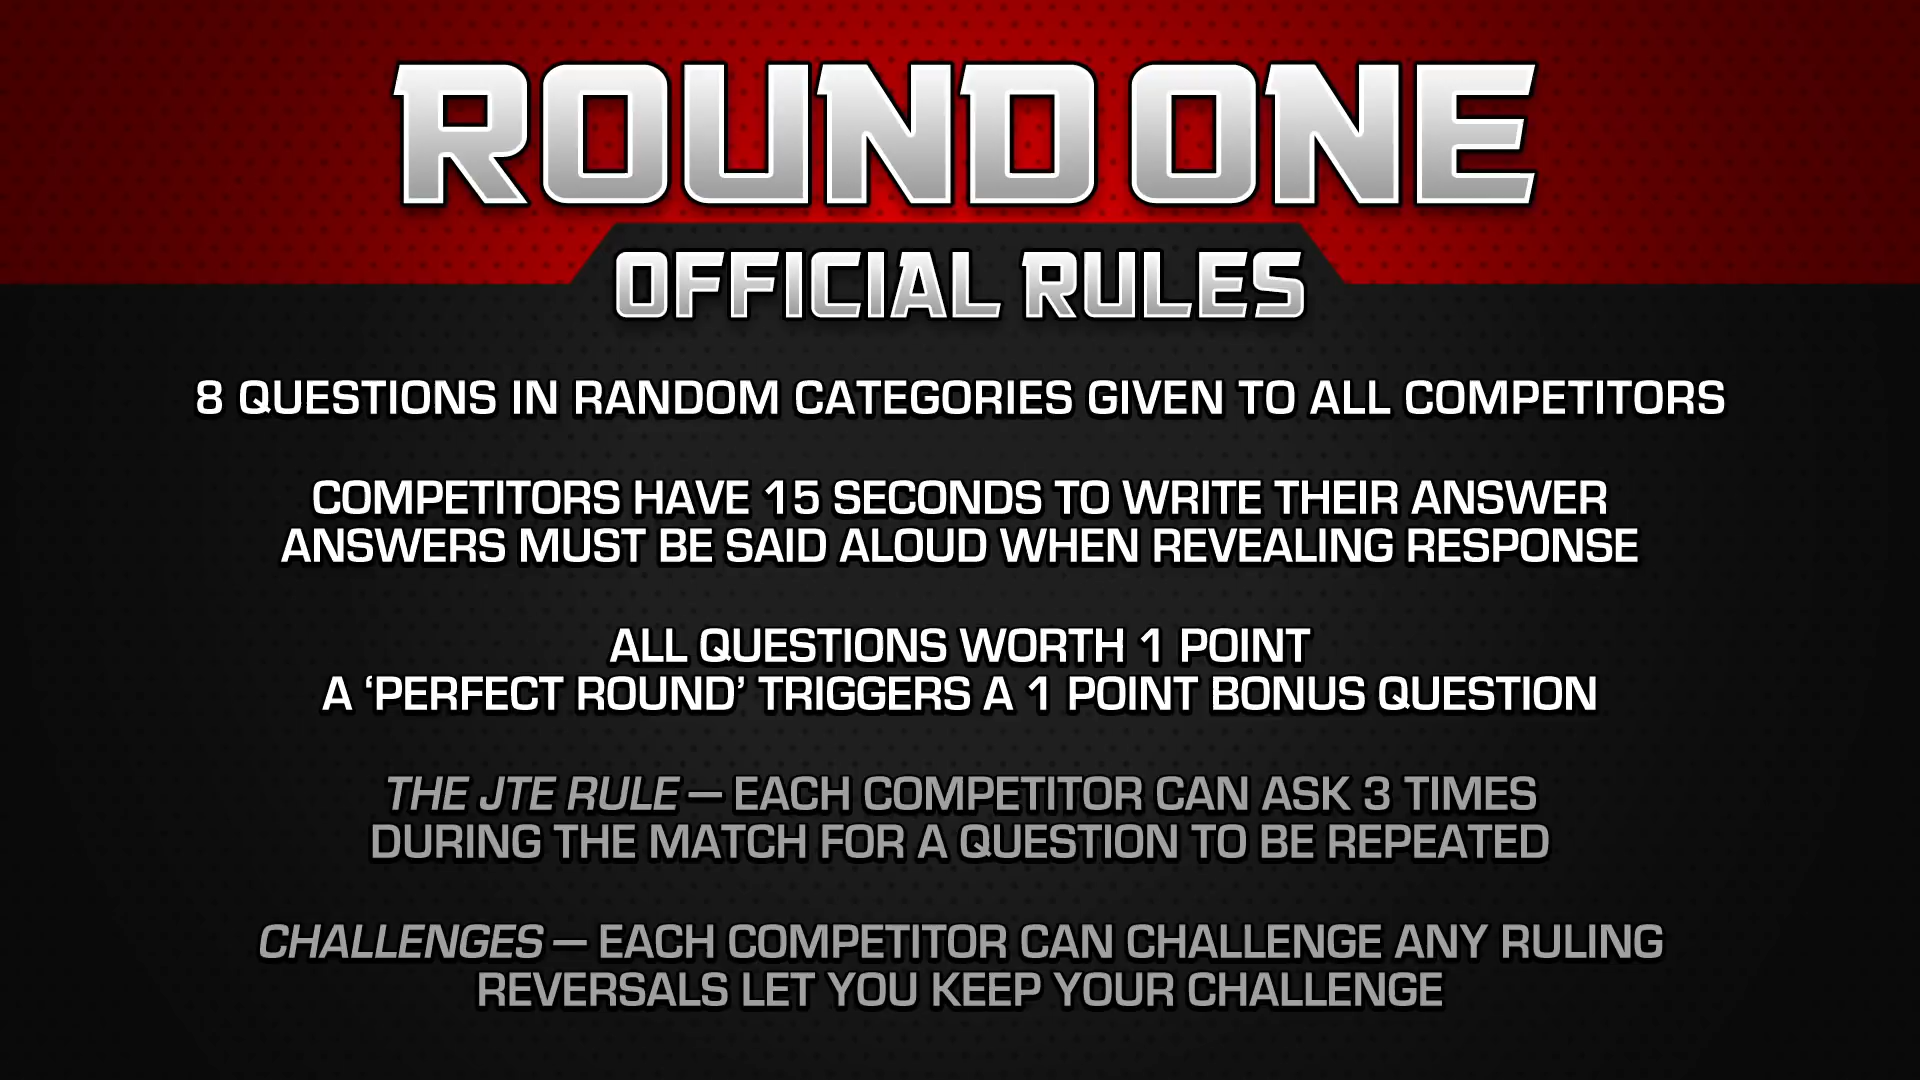 ROUND ONE
OFFICIAL RULES
8 QUESTIONS IN RANDOM CATEGORIES GIVEN TO ALL COMPETITORS
COMPETITORS HAVE 15 SECONDS TO WRITE THEIR ANSWER
ANSWERS MUST BE SAID ALOUD WHEN REVEALING RESPONSE
ALL QUESTIONS WORTH 1 POINT
A ‘PERFECT ROUND’ TRIGGERS A 1 POINT BONUS QUESTION
THE JTE RULE — EACH COMPETITOR CAN ASK 3 TIMES
DURING THE MATCH FOR A QUESTION TO BE REPEATED
CHALLENGES — EACH COMPETITOR CAN CHALLENGE ANY RULING
REVERSALS LET YOU KEEP YOUR CHALLENGE